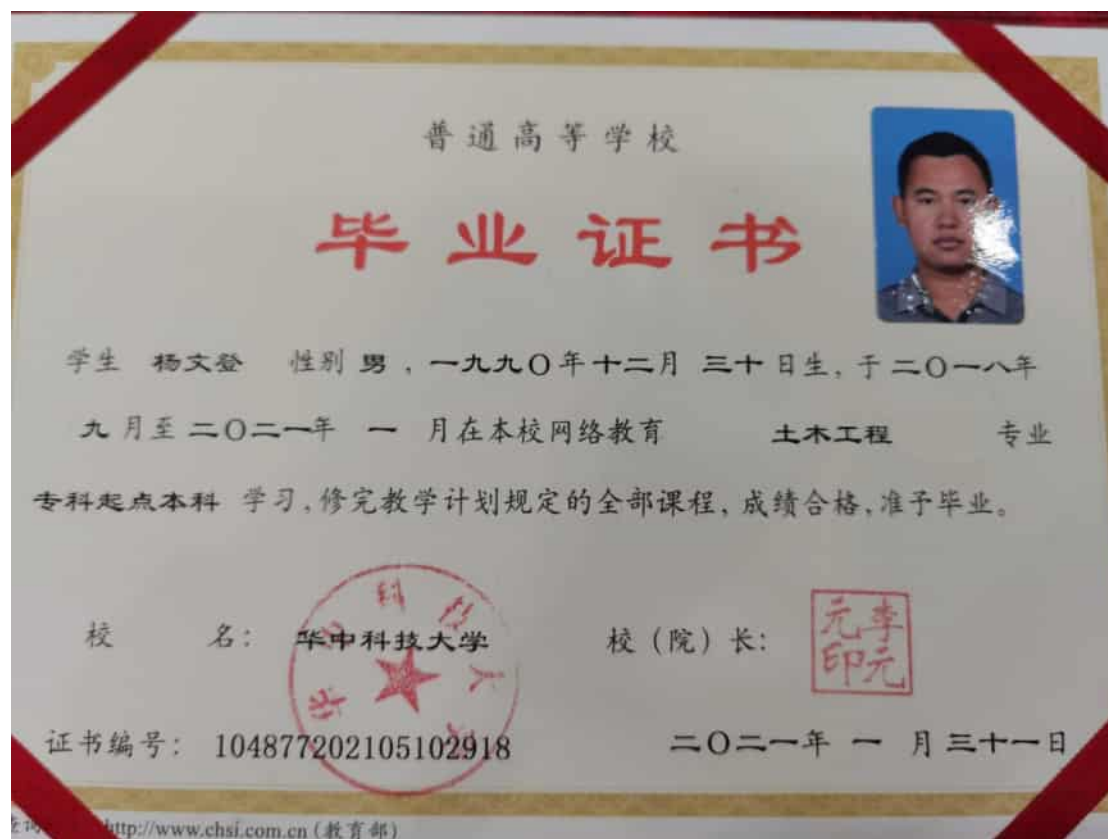 普通高等学校
毕业证书
学生 杨文登 性别 男，一九九〇年十二月 三十 日生，于二〇一八年
九 月至 二〇二一年 一 月在本校网络教育 土木工程 专业
专科起点本科 学习，修完教学计划规定的全部课程，成绩合格，准予毕业。
校 名： 华中科技大学 校（院）长： 李元元印
证书编号： 104877202105102918 二〇二一年 一 月三十一日
http://www.chsi.com.cn（教育部）